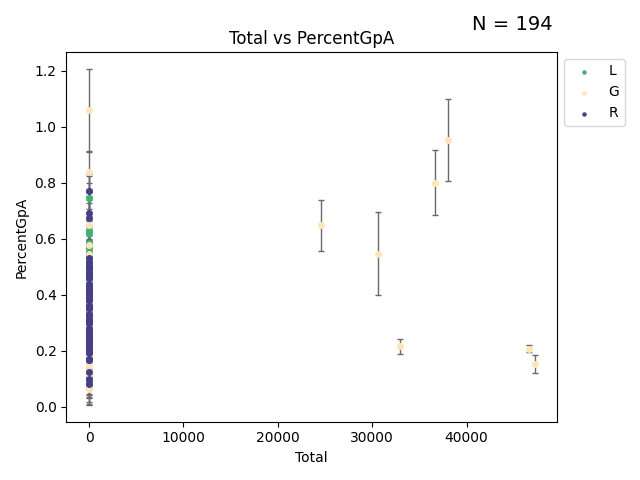 N = 194
Total vs PercentGpA
L
G
R
1.2
1.0
0.8
0.6
0.4
0.2
0.0
PercentGpA
0 10000 20000 30000 40000
Total